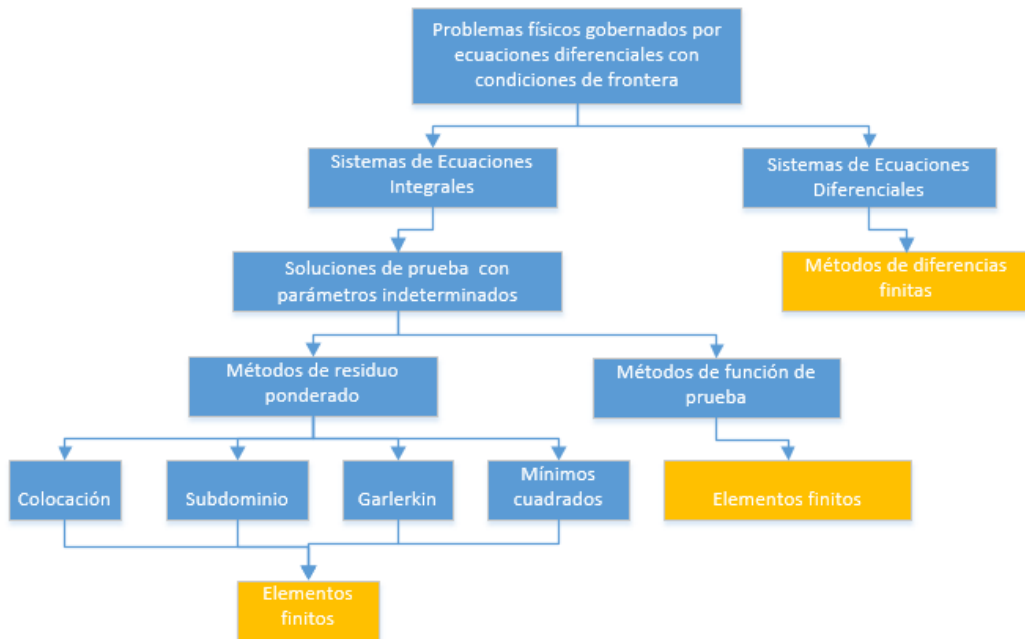 Problemas físicos gobernados por
ecuaciones diferenciales con
condiciones de frontera
Sistemas de Ecuaciones
Integrales
Sistemas de Ecuaciones
Diferenciales
Soluciones de prueba con
parámetros indeterminados
Métodos de diferencias
finitas
Métodos de residuo
ponderado
Métodos de función de
prueba
Colocación
Subdominio
Garlerkin
Mínimos
cuadrados
Elementos finitos
Elementos
finitos